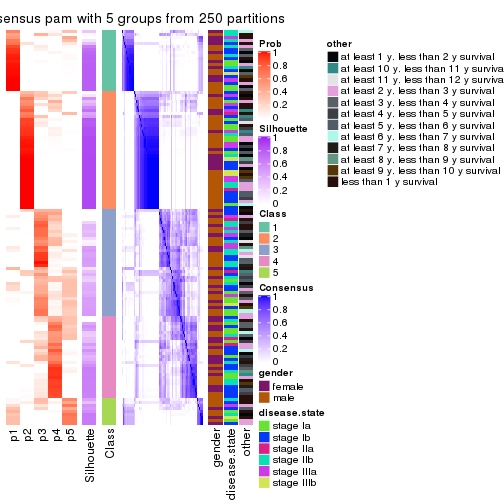 sensus pam with 5 groups from 250 partitions
Prob
1
0.8
0.6
0.4
0.2
0
Silhouette
1
0.8
0.6
0.4
0.2
0
Class
1
2
3
4
5
Consensus
1
0.8
0.6
0.4
0.2
0
gender
female
male
disease.state
stage Ia
stage Ib
stage IIa
stage IIb
stage IIIa
stage IIIb
other
at least 1 y. less than 2 y survival
at least 10 y. less than 11 y surviva
at least 11 y. less than 12 y surviva
at least 2 y. less than 3 y survival
at least 3 y. less than 4 y survival
at least 4 y. less than 5 y survival
at least 5 y. less than 6 y survival
at least 6 y. less than 7 y survival
at least 7 y. less than 8 y survival
at least 8 y. less than 9 y survival
at least 9 y. less than 10 y surviva
less than 1 y survival
p1
p2
p3
p4
p5
Silhouette
Class
gender
disease.state
other